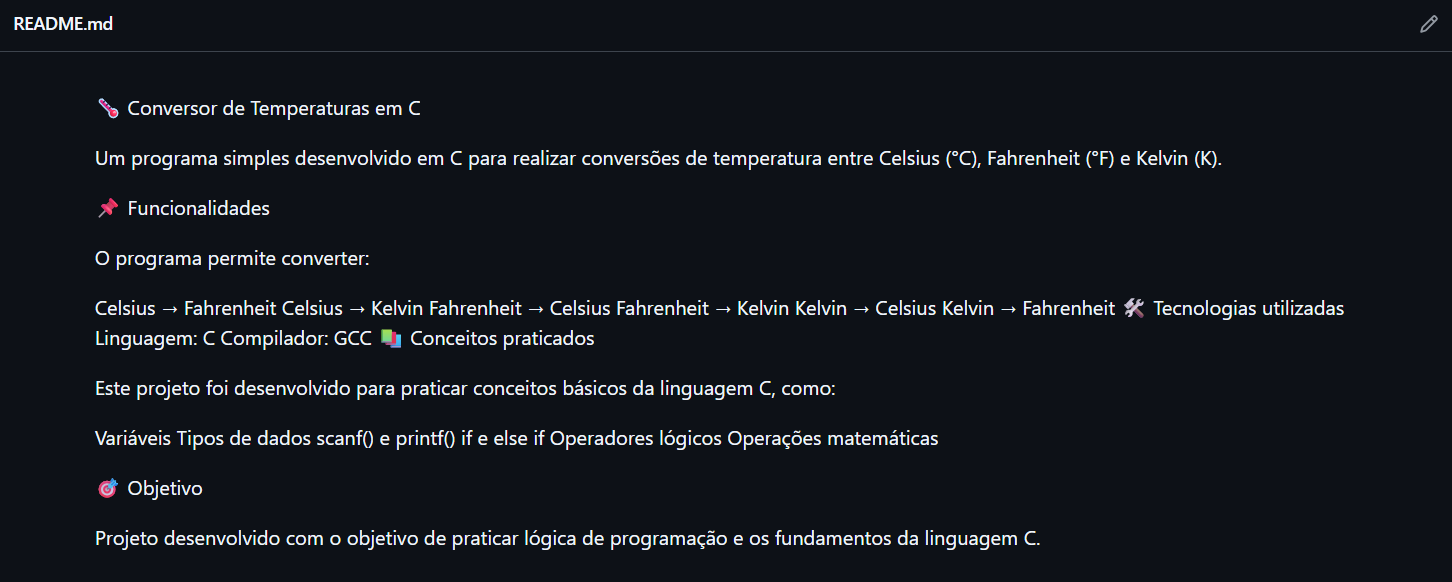 README.md
🌡️ Conversor de Temperaturas em C
Um programa simples desenvolvido em C para realizar conversões de temperatura entre Celsius (°C), Fahrenheit (°F) e Kelvin (K).
📌 Funcionalidades
O programa permite converter:
Celsius → Fahrenheit Celsius → Kelvin Fahrenheit → Celsius Fahrenheit → Kelvin Kelvin → Celsius Kelvin → Fahrenheit 🛠️ Tecnologias utilizadas
Linguagem: C Compilador: GCC 📚 Conceitos praticados
Este projeto foi desenvolvido para praticar conceitos básicos da linguagem C, como:
Variáveis Tipos de dados scanf() e printf() if e else if Operadores lógicos Operações matemáticas
🎯 Objetivo
Projeto desenvolvido com o objetivo de praticar lógica de programação e os fundamentos da linguagem C.